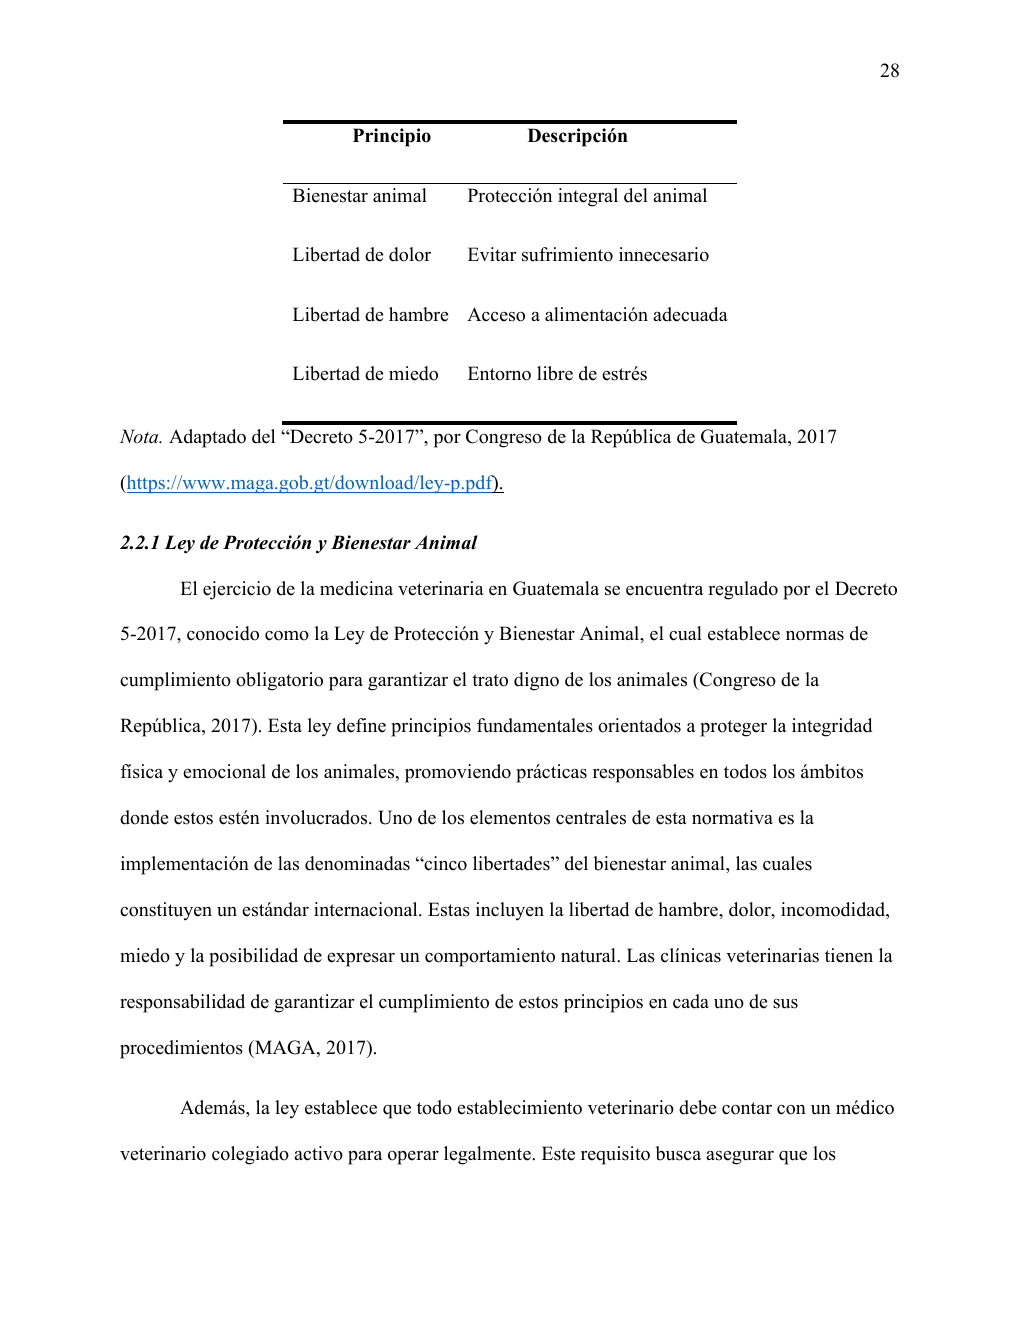 28
Principio Descripción
Bienestar animal Protección integral del animal
Libertad de dolor Evitar sufrimiento innecesario
Libertad de hambre Acceso a alimentación adecuada
Libertad de miedo Entorno libre de estrés
Nota. Adaptado del “Decreto 5-2017”, por Congreso de la República de Guatemala, 2017
(https://www.maga.gob.gt/download/ley-p.pdf).
2.2.1 Ley de Protección y Bienestar Animal
El ejercicio de la medicina veterinaria en Guatemala se encuentra regulado por el Decreto
5-2017, conocido como la Ley de Protección y Bienestar Animal, el cual establece normas de
cumplimiento obligatorio para garantizar el trato digno de los animales (Congreso de la
República, 2017). Esta ley define principios fundamentales orientados a proteger la integridad
física y emocional de los animales, promoviendo prácticas responsables en todos los ámbitos
donde estos estén involucrados. Uno de los elementos centrales de esta normativa es la
implementación de las denominadas “cinco libertades” del bienestar animal, las cuales
constituyen un estándar internacional. Estas incluyen la libertad de hambre, dolor, incomodidad,
miedo y la posibilidad de expresar un comportamiento natural. Las clínicas veterinarias tienen la
responsabilidad de garantizar el cumplimiento de estos principios en cada uno de sus
procedimientos (MAGA, 2017).
Además, la ley establece que todo establecimiento veterinario debe contar con un médico
veterinario colegiado activo para operar legalmente. Este requisito busca asegurar que los